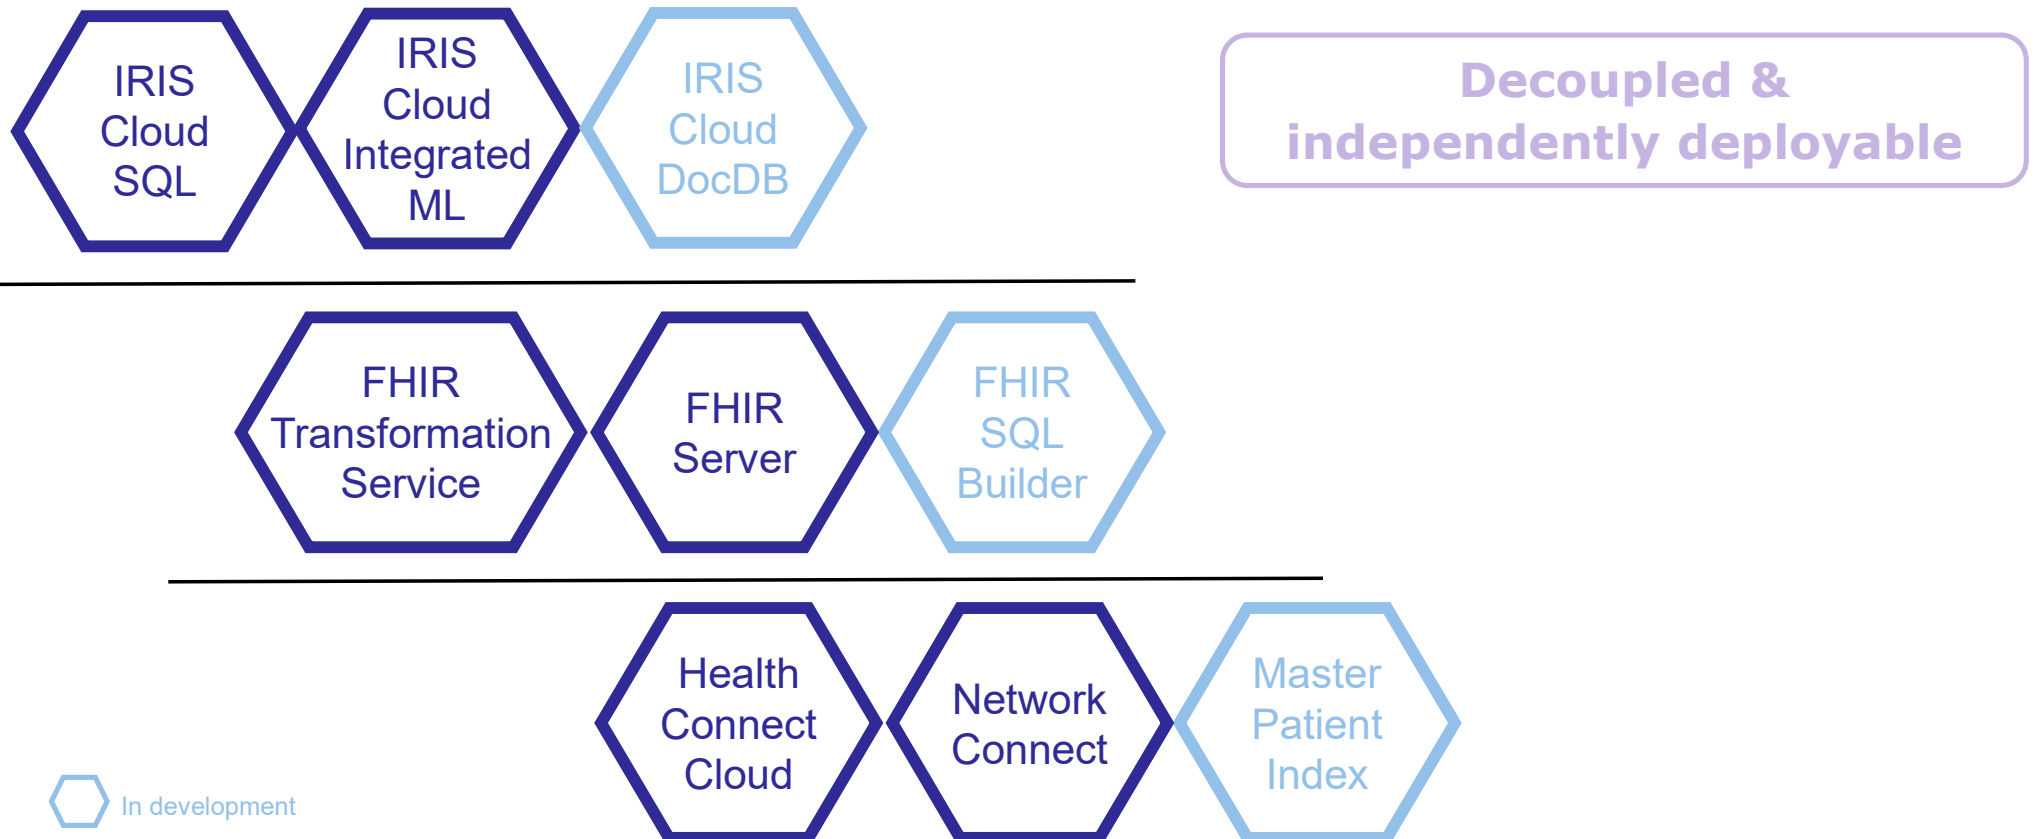 IRIS
Cloud
SQL
IRIS
Cloud
Integrated
ML
IRIS
Cloud
DocDB
Decoupled &
independently deployable
FHIR
Transformation
Service
FHIR
Server
FHIR
SQL
Builder
Health
Connect
Cloud
Network
Connect
Master
Patient
Index
In development